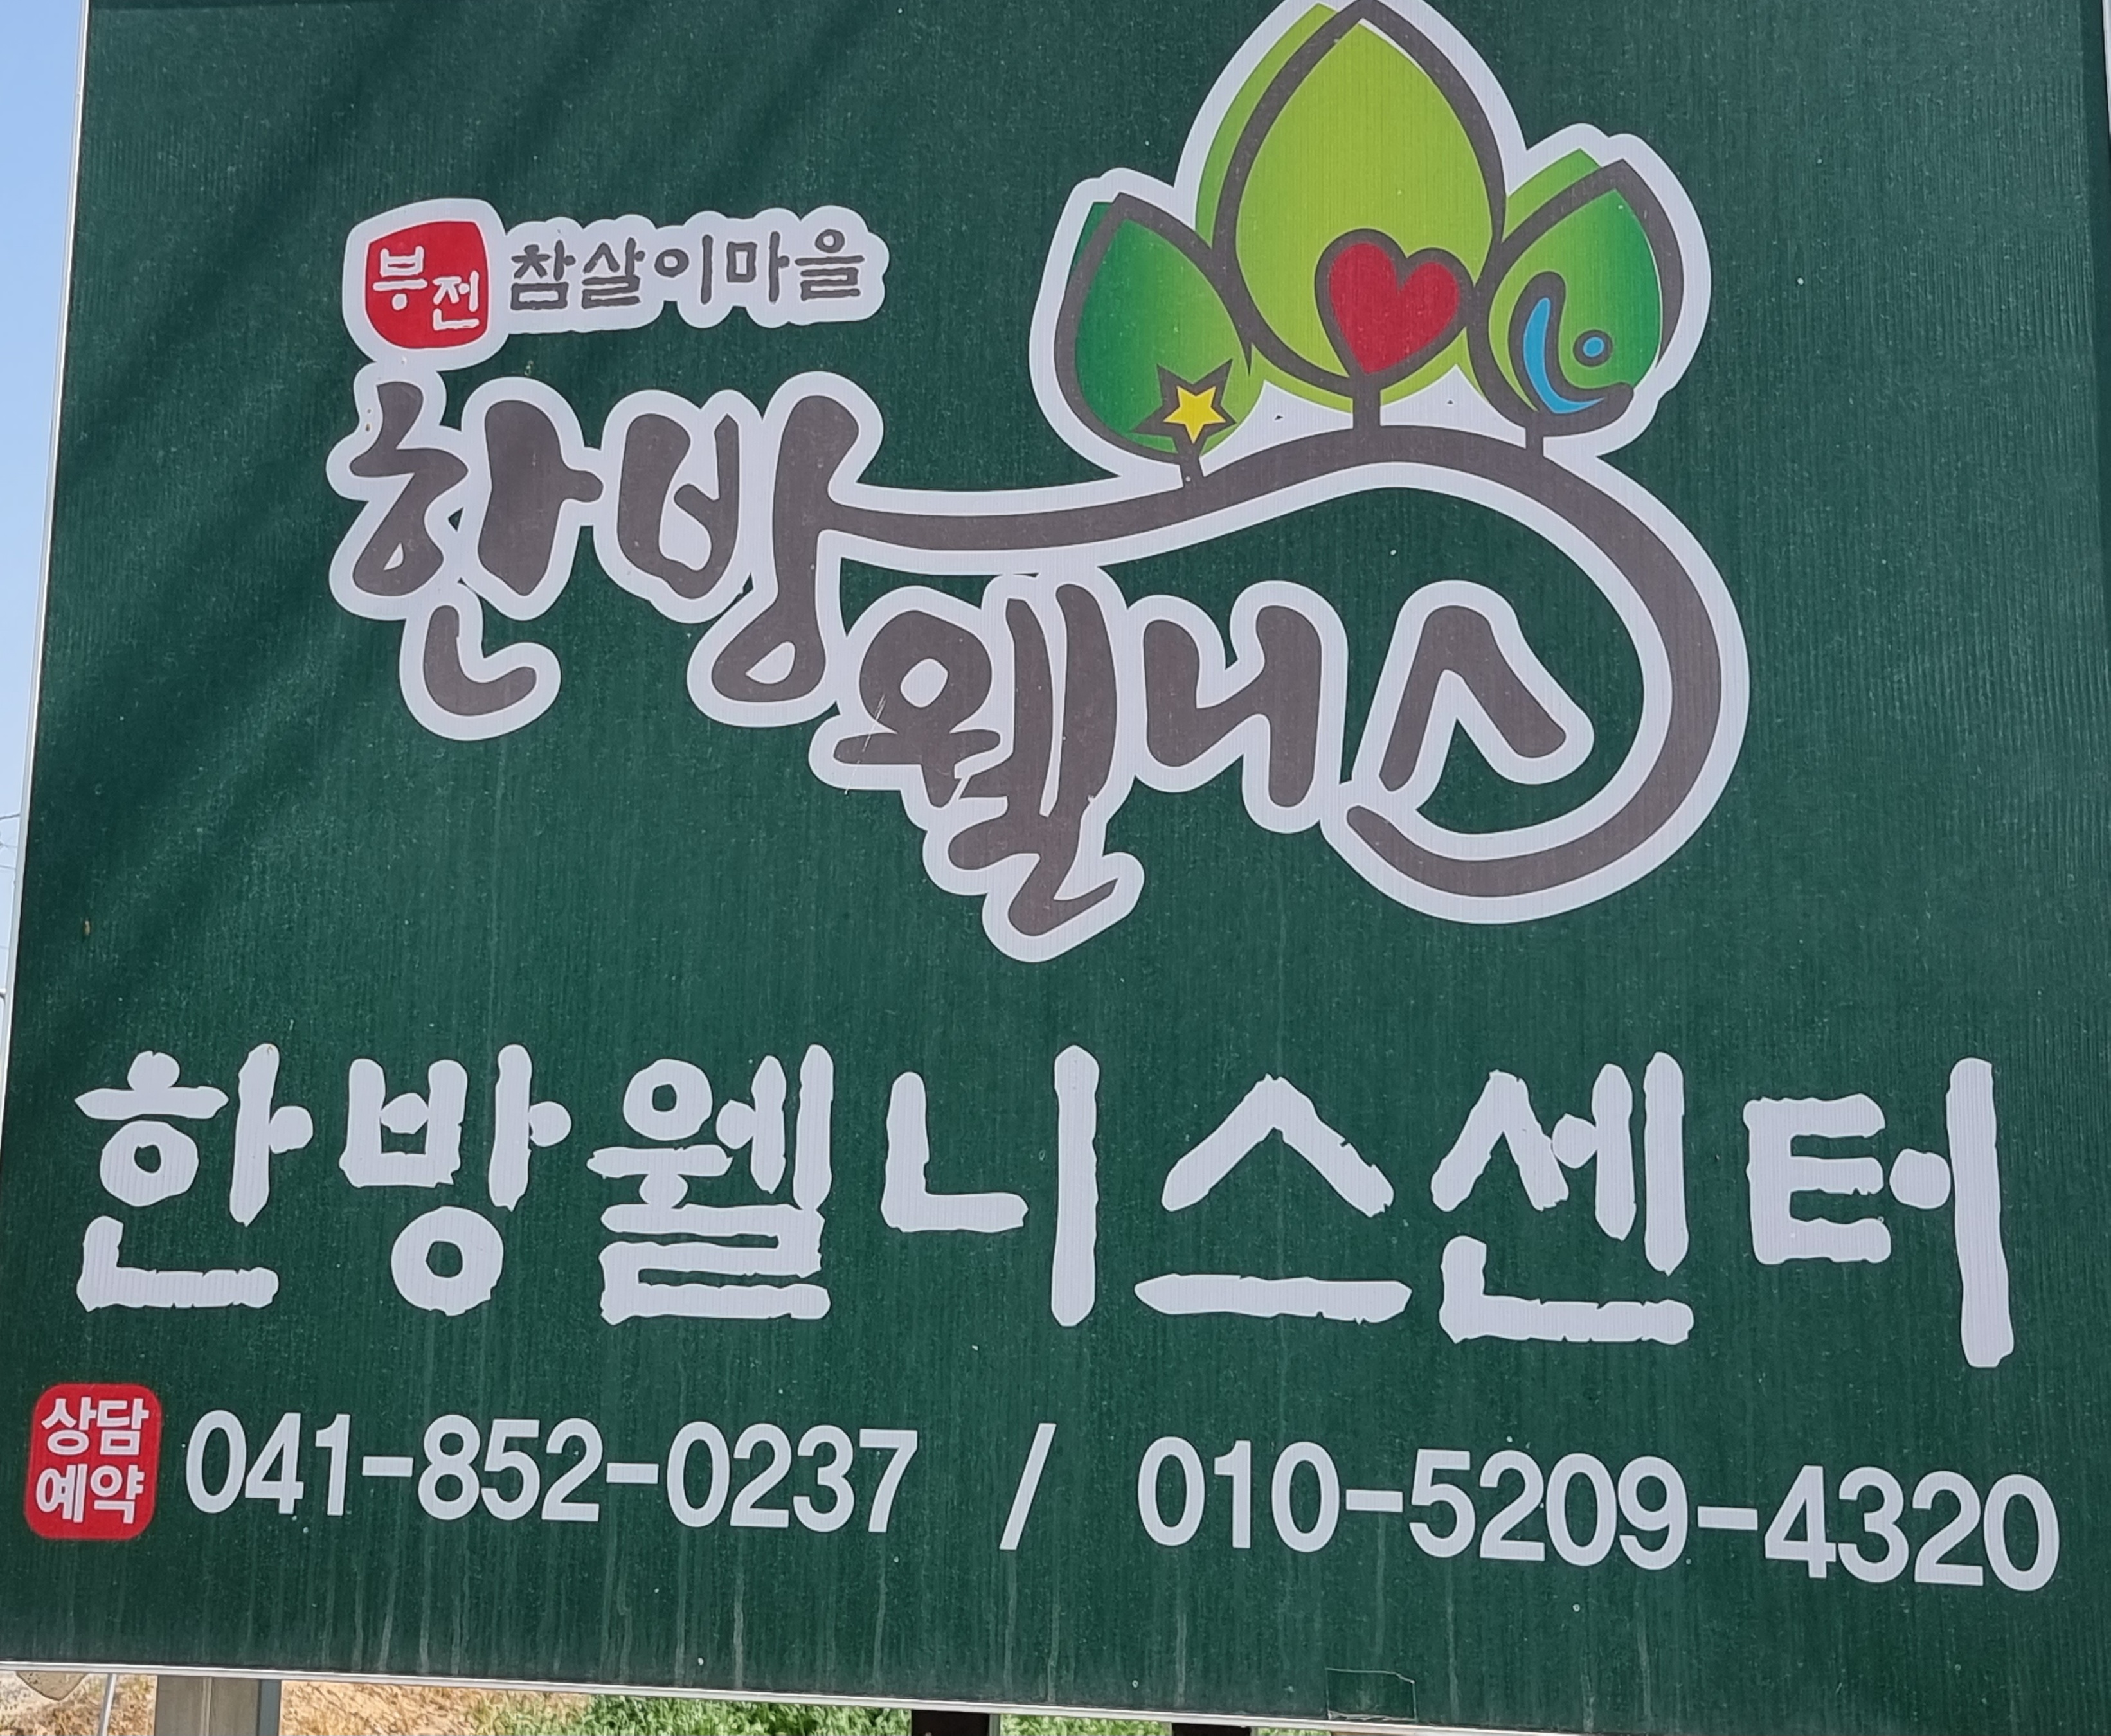 부전 참살이마을
한방
웰니스
한방웰니스센터
상담
예약
041-852-0237 / 010-5209-4320